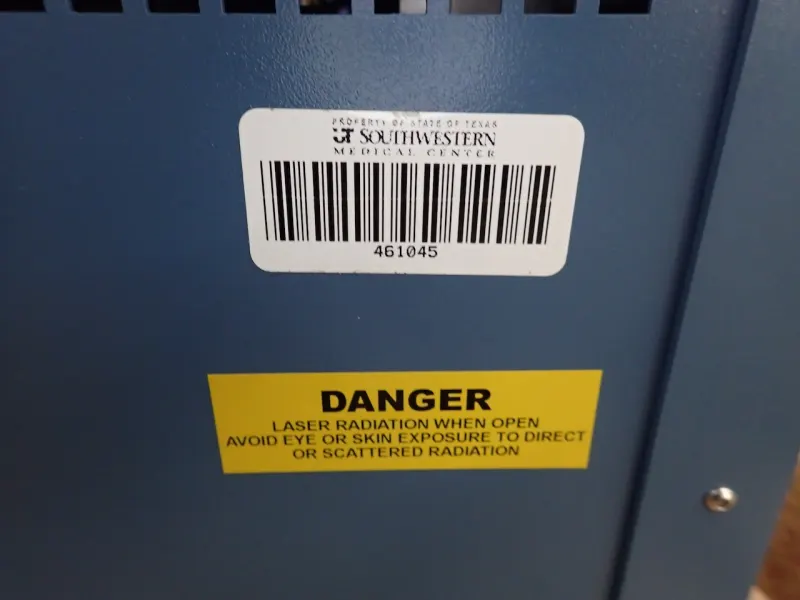 PROPERTY OF STATE OF TEXAS
UT SOUTHWESTERN
MEDICAL CENTER
461045
DANGER
LASER RADIATION WHEN OPEN
AVOID EYE OR SKIN EXPOSURE TO DIRECT
OR SCATTERED RADIATION